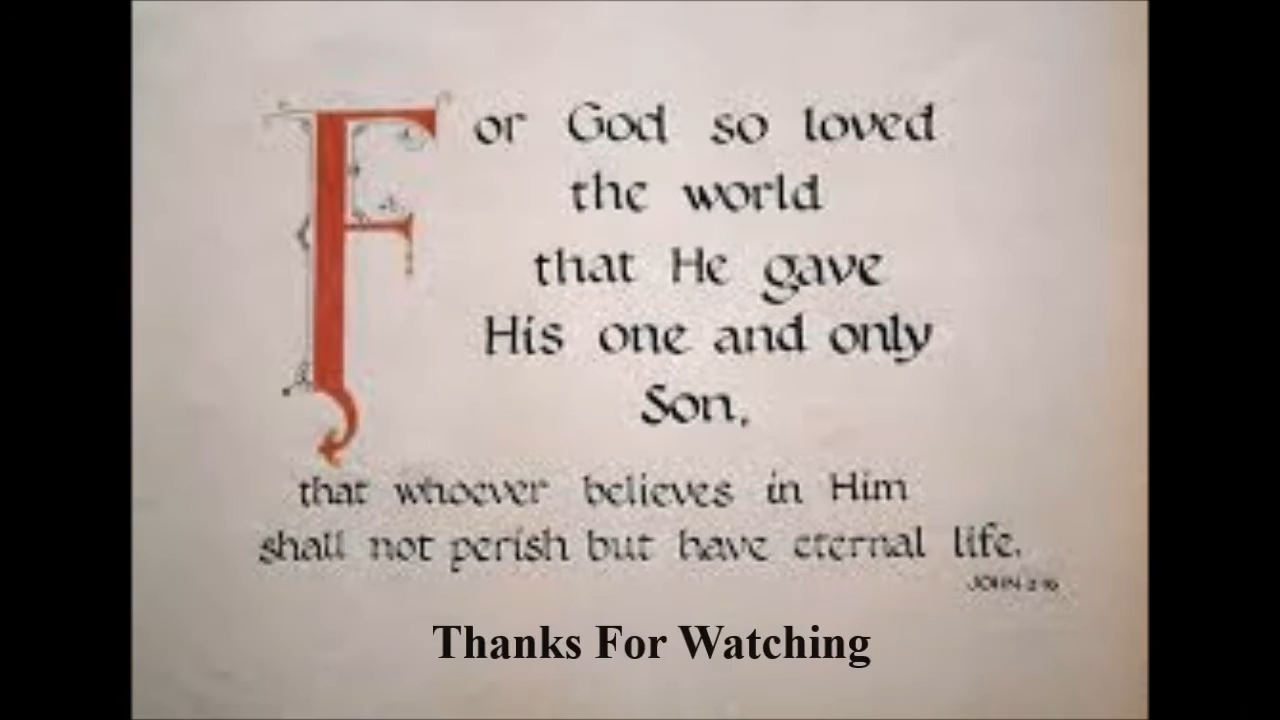 For God so loved
the world
that He gave
His one and only
Son,
that whoever believes in Him
shall not perish but have eternal life.
JOHN 3:16
Thanks For Watching